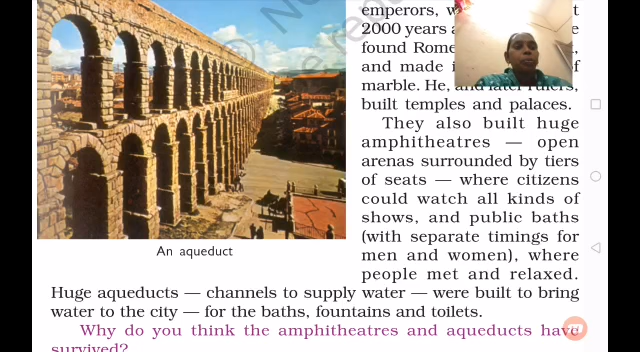 emperors, w t
2000 years a e
found Rome ,
and made i f
marble. He, and later rulers,
built temples and palaces.
They also built huge
amphitheatres — open
arenas surrounded by tiers
of seats — where citizens
could watch all kinds of
shows, and public baths
(with separate timings for
men and women), where
people met and relaxed.
An aqueduct
Huge aqueducts — channels to supply water — were built to bring
water to the city — for the baths, fountains and toilets.
Why do you think the amphitheatres and aqueducts have
survived?